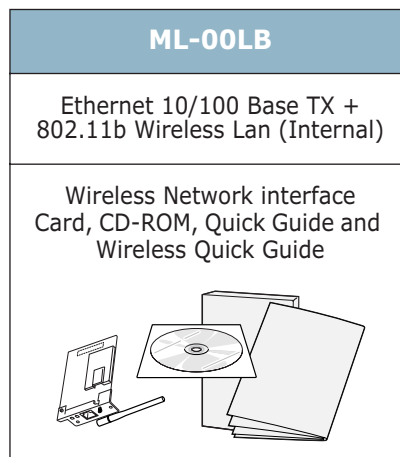 ML-00LB
Ethernet 10/100 Base TX +
802.11b Wireless Lan (Internal)
Wireless Network interface
Card, CD-ROM, Quick Guide and
Wireless Quick Guide